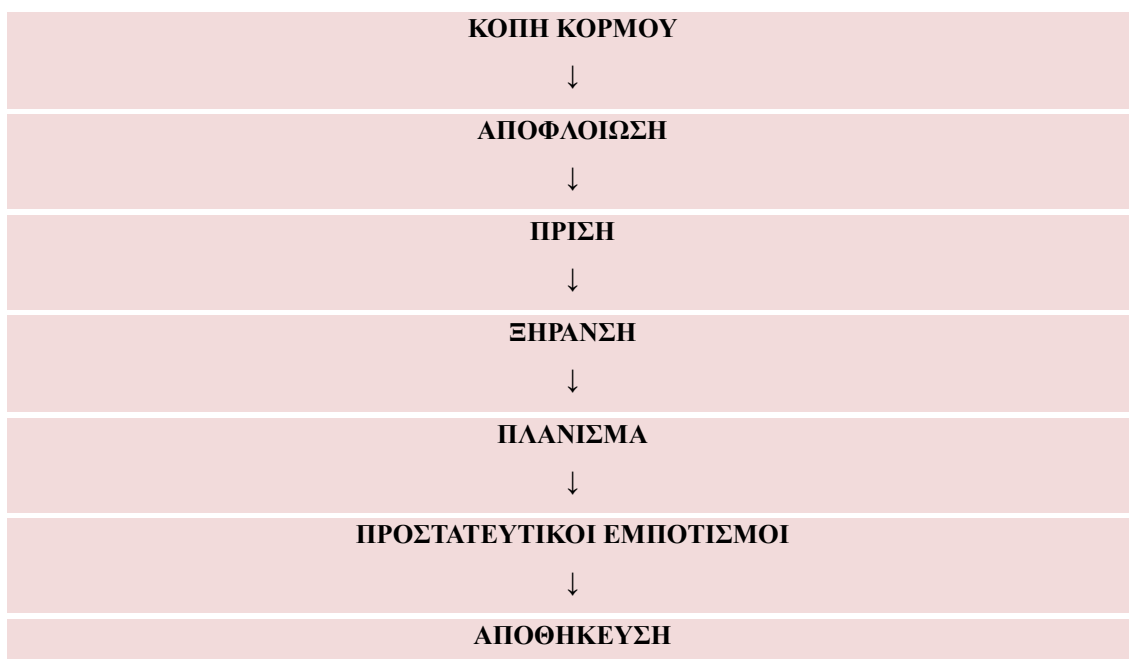 ΚΟΠΗ ΚΟΡΜΟΥ
↓
ΑΠΟΦΛΟΙΩΣΗ
↓
ΠΡΙΣΗ
↓
ΞΗΡΑΝΣΗ
↓
ΠΛΑΝΙΣΜΑ
↓
ΠΡΟΣΤΑΤΕΥΤΙΚΟΙ ΕΜΠΟΤΙΣΜΟΙ
↓
ΑΠΟΘΗΚΕΥΣΗ